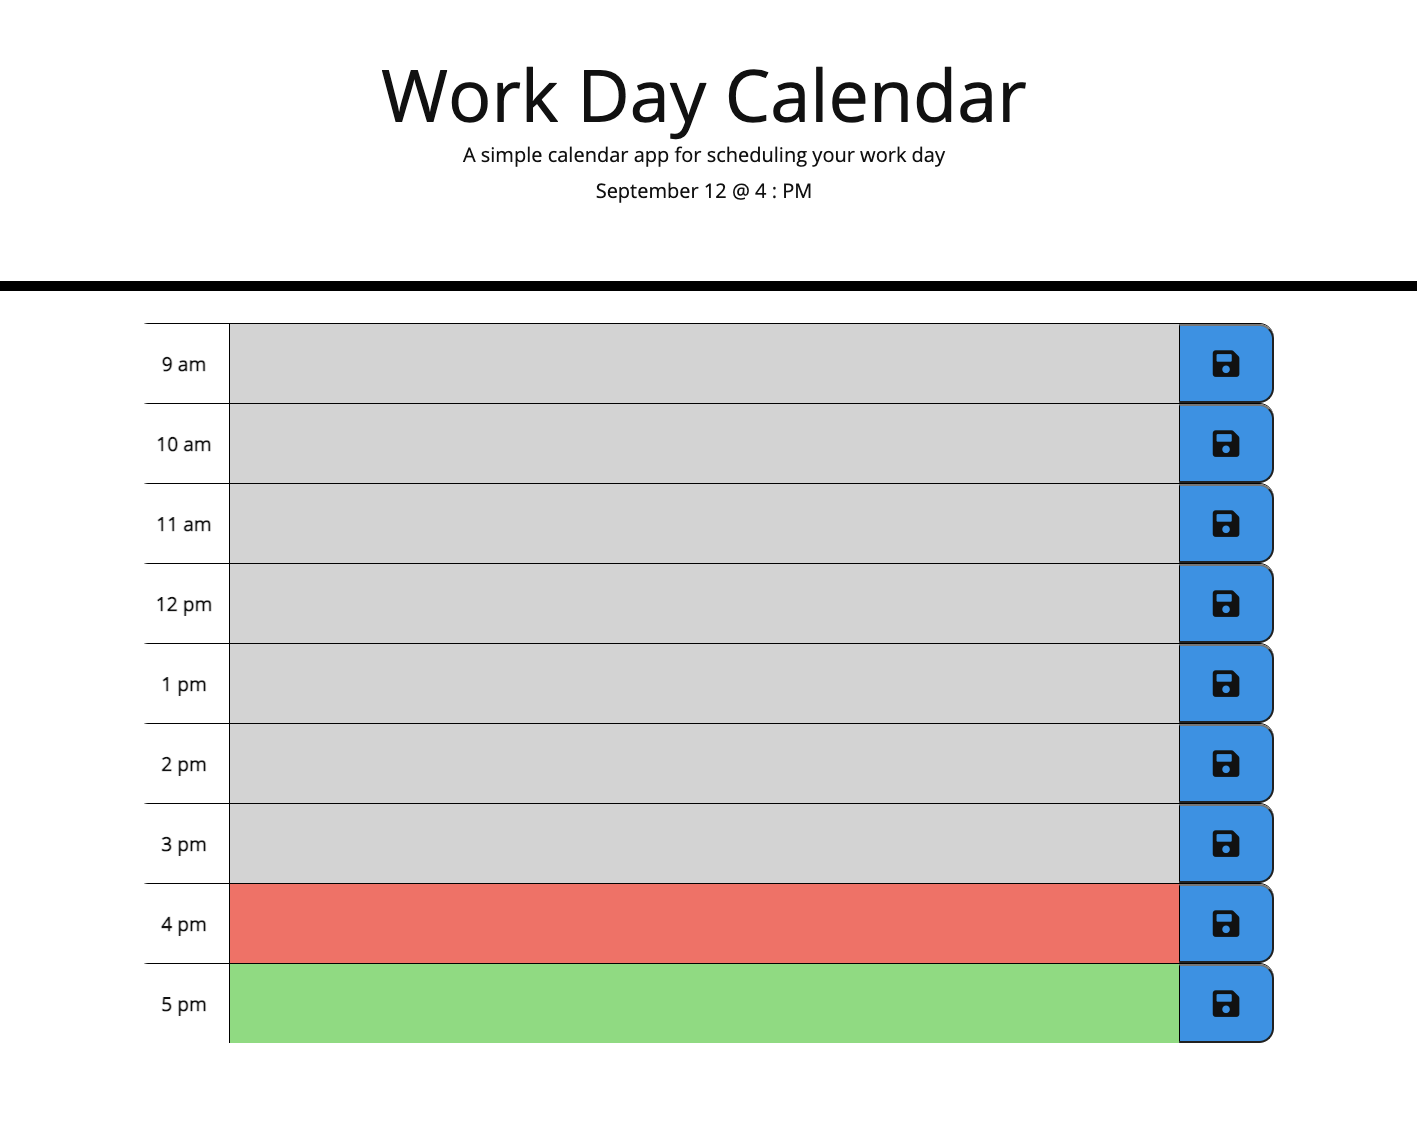 Work Day Calendar
A simple calendar app for scheduling your work day
September 12 @ 4 : PM
9 am
10 am
11 am
12 pm
1 pm
2 pm
3 pm
4 pm
5 pm